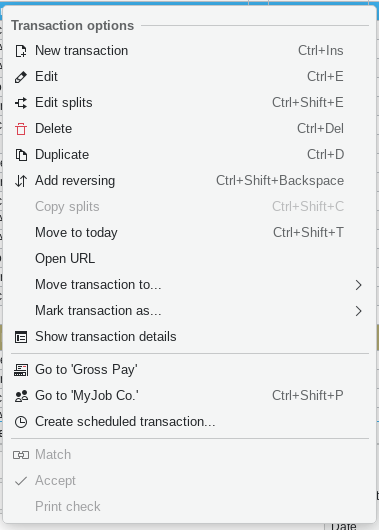 Transaction options
New transaction Ctrl+Ins
Edit Ctrl+E
Edit splits Ctrl+Shift+E
Delete Ctrl+Del
Duplicate Ctrl+D
Add reversing Ctrl+Shift+Backspace
Copy splits Ctrl+Shift+C
Move to today Ctrl+Shift+T
Open URL
Move transaction to...
Mark transaction as...
Show transaction details
Go to 'Gross Pay'
Go to 'MyJob Co.' Ctrl+Shift+P
Create scheduled transaction...
Match
Accept
Print check
Date